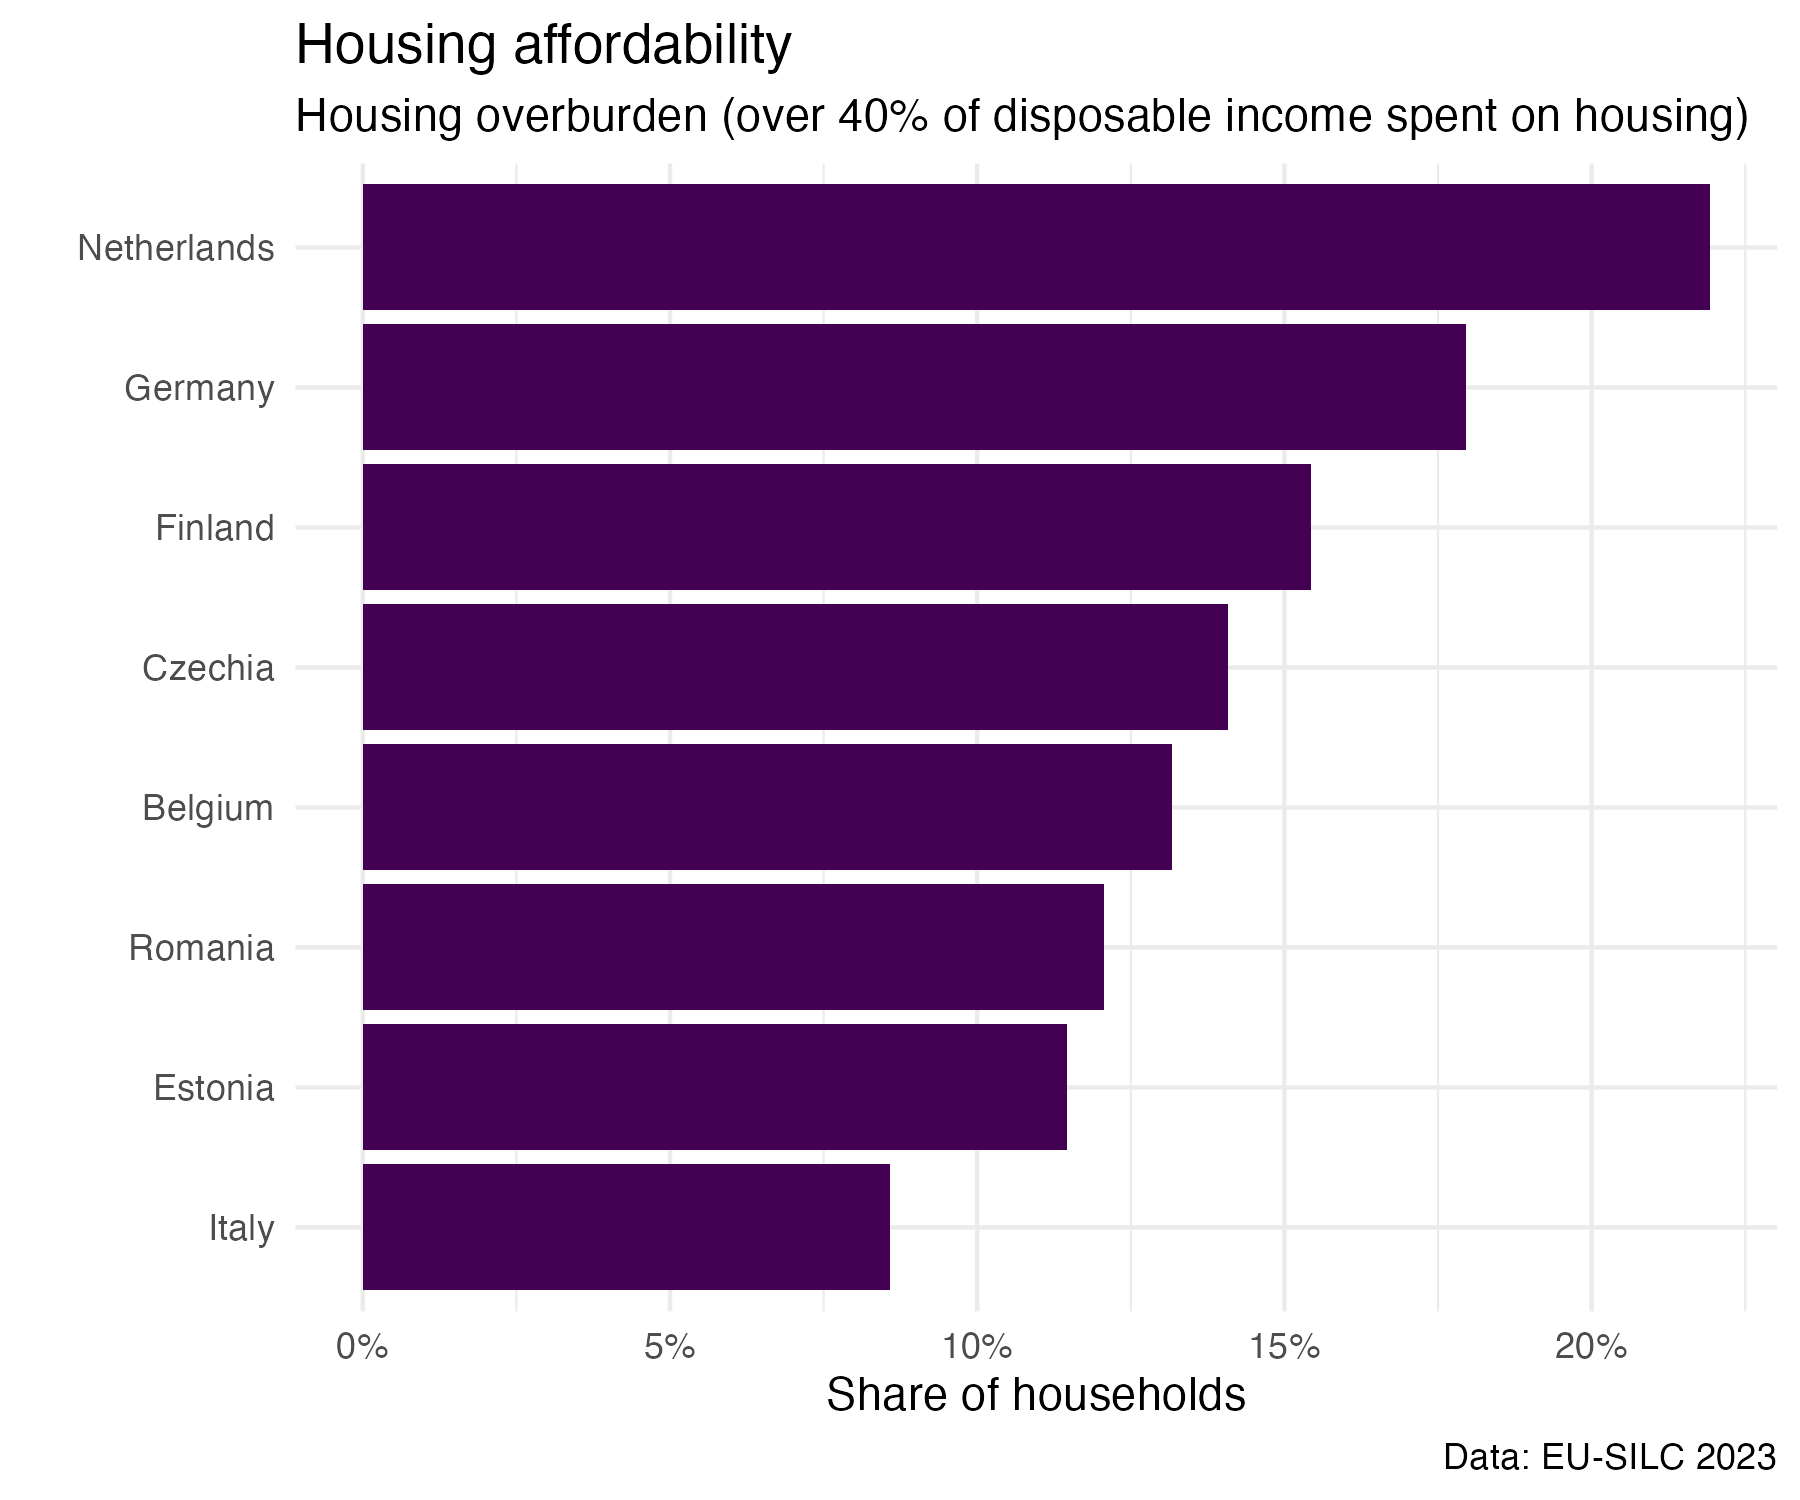 Housing affordability
Housing overburden (over 40% of disposable income spent on housing)
Netherlands
Germany
Finland
Czechia
Belgium
Romania
Estonia
Italy
0% 5% 10% 15% 20%
Share of households
Data: EU-SILC 2023